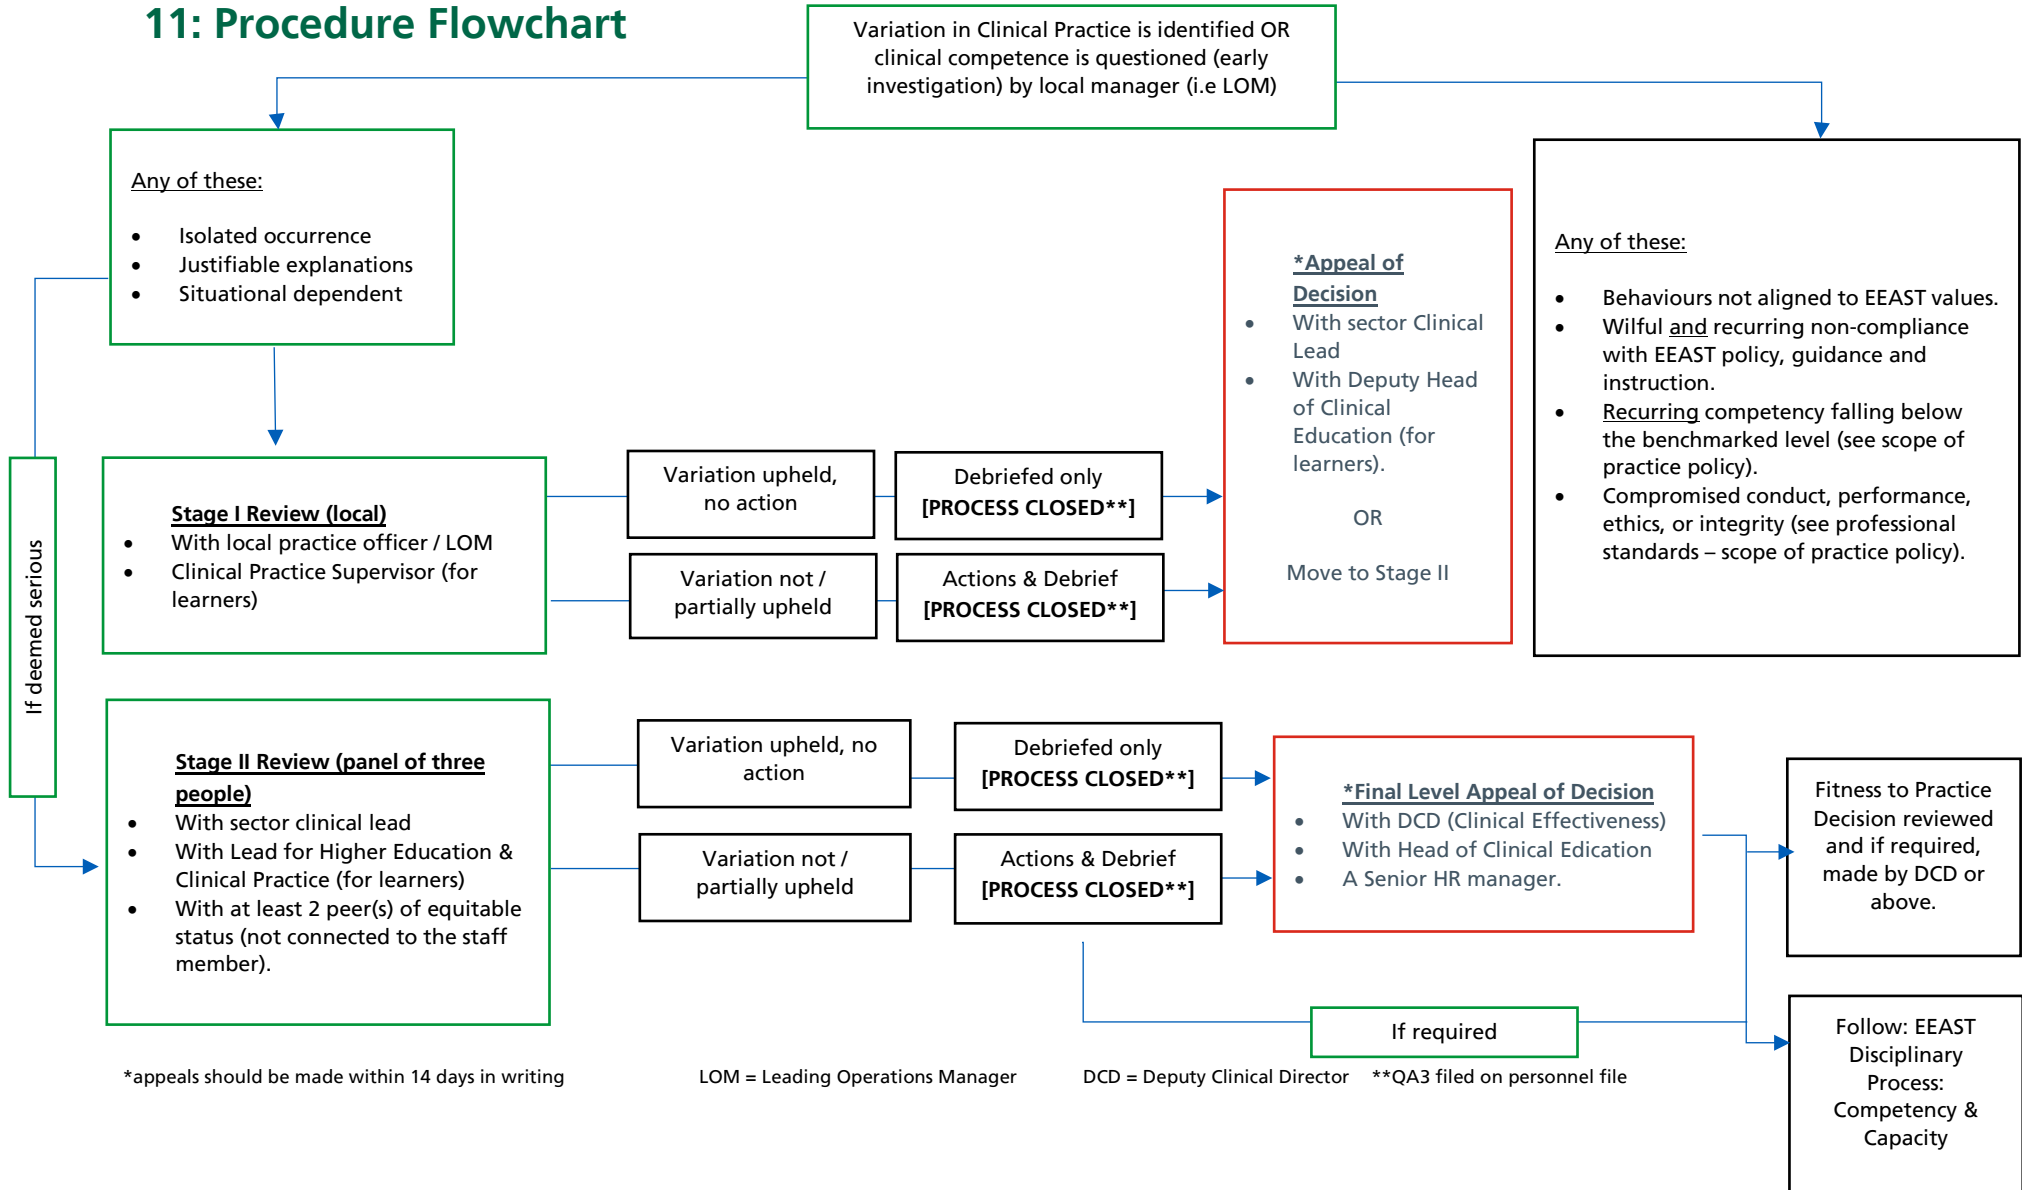 11: Procedure Flowchart
Variation in Clinical Practice is identified OR
clinical competence is questioned (early
investigation) by local manager (i.e LOM)
Any of these:
• Isolated occurrence
• Justifiable explanations
• Situational dependent
*Appeal of
Decision
• With sector Clinical
Lead
• With Deputy Head
of Clinical
Education (for
learners).
OR
Move to Stage II
Any of these:
• Behaviours not aligned to EEAST values.
• Wilful and recurring non-compliance
with EEAST policy, guidance and
instruction.
• Recurring competency falling below
the benchmarked level (see scope of
practice policy).
• Compromised conduct, performance,
ethics, or integrity (see professional
standards – scope of practice policy).
If deemed serious
Stage I Review (local)
• With local practice officer / LOM
• Clinical Practice Supervisor (for
learners)
Variation upheld,
no action
Debriefed only
[PROCESS CLOSED**]
Variation not /
partially upheld
Actions & Debrief
[PROCESS CLOSED**]
Stage II Review (panel of three
people)
• With sector clinical lead
• With Lead for Higher Education &
Clinical Practice (for learners)
• With at least 2 peer(s) of equitable
status (not connected to the staff
member).
Variation upheld, no
action
Debriefed only
[PROCESS CLOSED**]
Variation not /
partially upheld
Actions & Debrief
[PROCESS CLOSED**]
*Final Level Appeal of Decision
• With DCD (Clinical Effectiveness)
• With Head of Clinical Edication
• A Senior HR manager.
Fitness to Practice
Decision reviewed
and if required,
made by DCD or
above.
If required
Follow: EEAST
Disciplinary
Process:
Competency &
Capacity
*appeals should be made within 14 days in writing
LOM = Leading Operations Manager
DCD = Deputy Clinical Director
**QA3 filed on personnel file